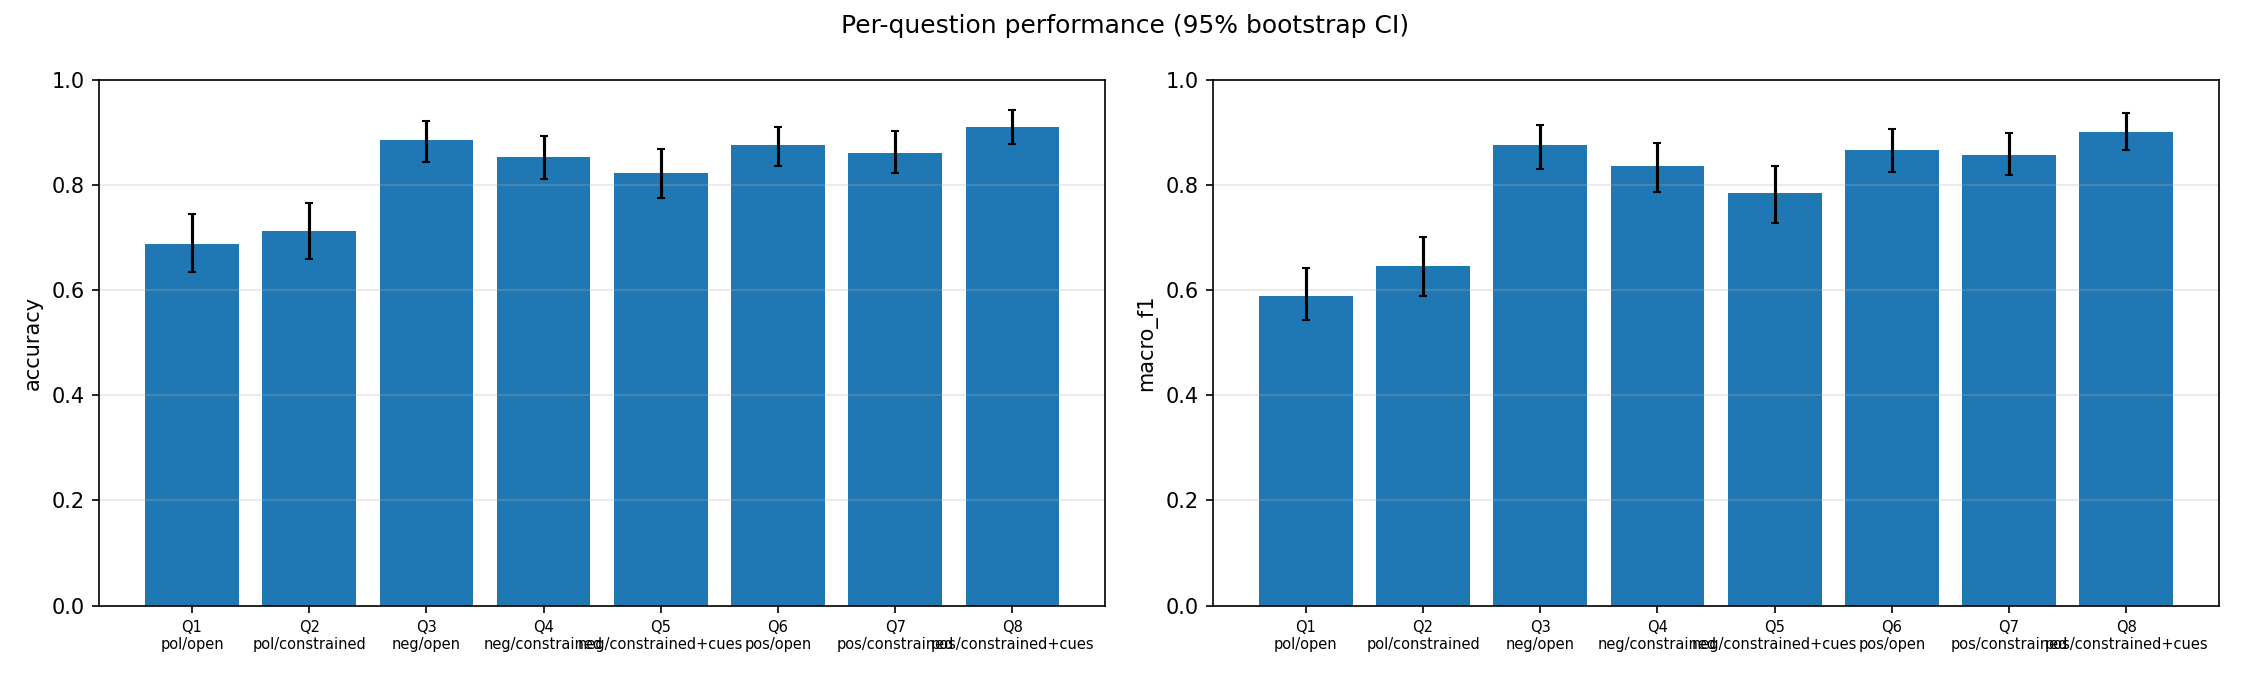 Per-question performance (95% bootstrap CI)
accuracy
1.0
0.8
0.6
0.4
0.2
0.0
Q1
pol/open
Q2
pol/constrained
Q3
neg/open
Q4
neg/constrained
Q5
neg/constrained+cues
Q6
pos/open
Q7
pos/constrained
Q8
pos/constrained+cues
macro_f1
1.0
0.8
0.6
0.4
0.2
0.0
Q1
pol/open
Q2
pol/constrained
Q3
neg/open
Q4
neg/constrained
Q5
neg/constrained+cues
Q6
pos/open
Q7
pos/constrained
Q8
pos/constrained+cues